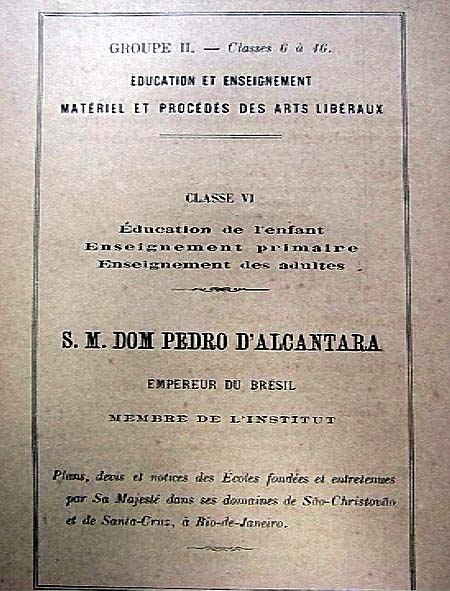 GROUPE II. — Classes 6 à 16.
ÉDUCATION ET ENSEIGNEMENT
MATÉRIEL ET PROCÉDÉS DES ARTS LIBÉRAUX
CLASSE VI
Éducation de l'enfant
Enseignement primaire
Enseignement des adultes
S. M. DOM PEDRO D'ALCANTARA
EMPEREUR DU BRÉSIL
MEMBRE DE L'INSTITUT
Plans, devis et notices des Écoles fondées et entretenues
par Sa Majesté dans ses domaines de São-Christovão
et de Santa-Cruz, à Rio-de-Janeiro.